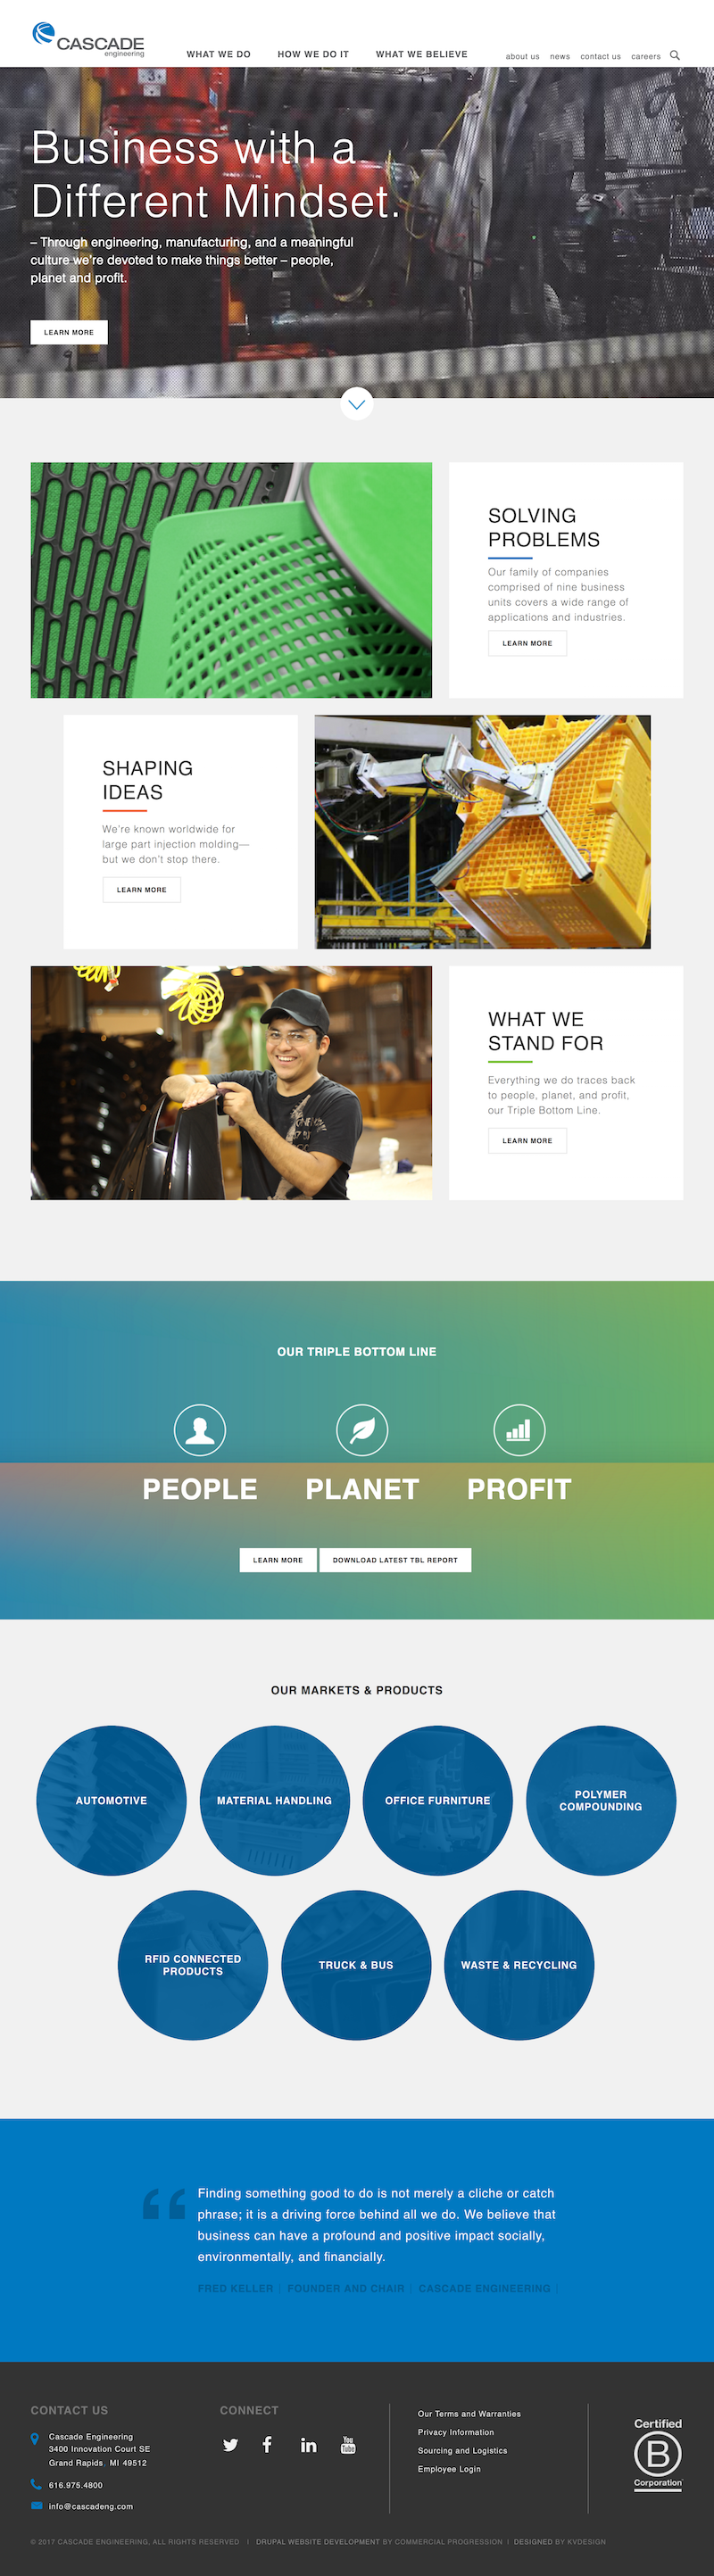 CASCADE
engineering
WHAT WE DO
HOW WE DO IT
WHAT WE BELIEVE
about us
news
contact us
careers
Business with a
Different Mindset.
– Through engineering, manufacturing, and a meaningful
culture we're devoted to make things better – people,
planet and profit.
LEARN MORE
SOLVING
PROBLEMS
Our family of companies
comprised of nine business
units covers a wide range of
applications and industries.
LEARN MORE
SHAPING
IDEAS
We're known worldwide for
large part injection molding—
but we don't stop there.
LEARN MORE
WHAT WE
STAND FOR
Everything we do traces back
to people, planet, and profit,
our Triple Bottom Line.
LEARN MORE
OUR TRIPLE BOTTOM LINE
PEOPLE
PLANET
PROFIT
LEARN MORE
DOWNLOAD LATEST TBL REPORT
OUR MARKETS & PRODUCTS
AUTOMOTIVE
MATERIAL HANDLING
OFFICE FURNITURE
POLYMER
COMPOUNDING
RFID CONNECTED
PRODUCTS
TRUCK & BUS
WASTE & RECYCLING
Finding something good to do is not merely a cliche or catch
phrase; it is a driving force behind all we do. We believe that
business can have a profound and positive impact socially,
environmentally, and financially.
FRED KELLER | FOUNDER AND CHAIR | CASCADE ENGINEERING
CONTACT US
Cascade Engineering
3400 Innovation Court SE
Grand Rapids, MI 49512
616.975.4800
info@cascadeng.com
CONNECT
You
Tube
Our Terms and Warranties
Privacy Information
Sourcing and Logistics
Employee Login
Certified
B
Corporation
© 2017 CASCADE ENGINEERING, ALL RIGHTS RESERVED | DRUPAL WEBSITE DEVELOPMENT BY COMMERCIAL PROGRESSION | DESIGNED BY KVDESIGN